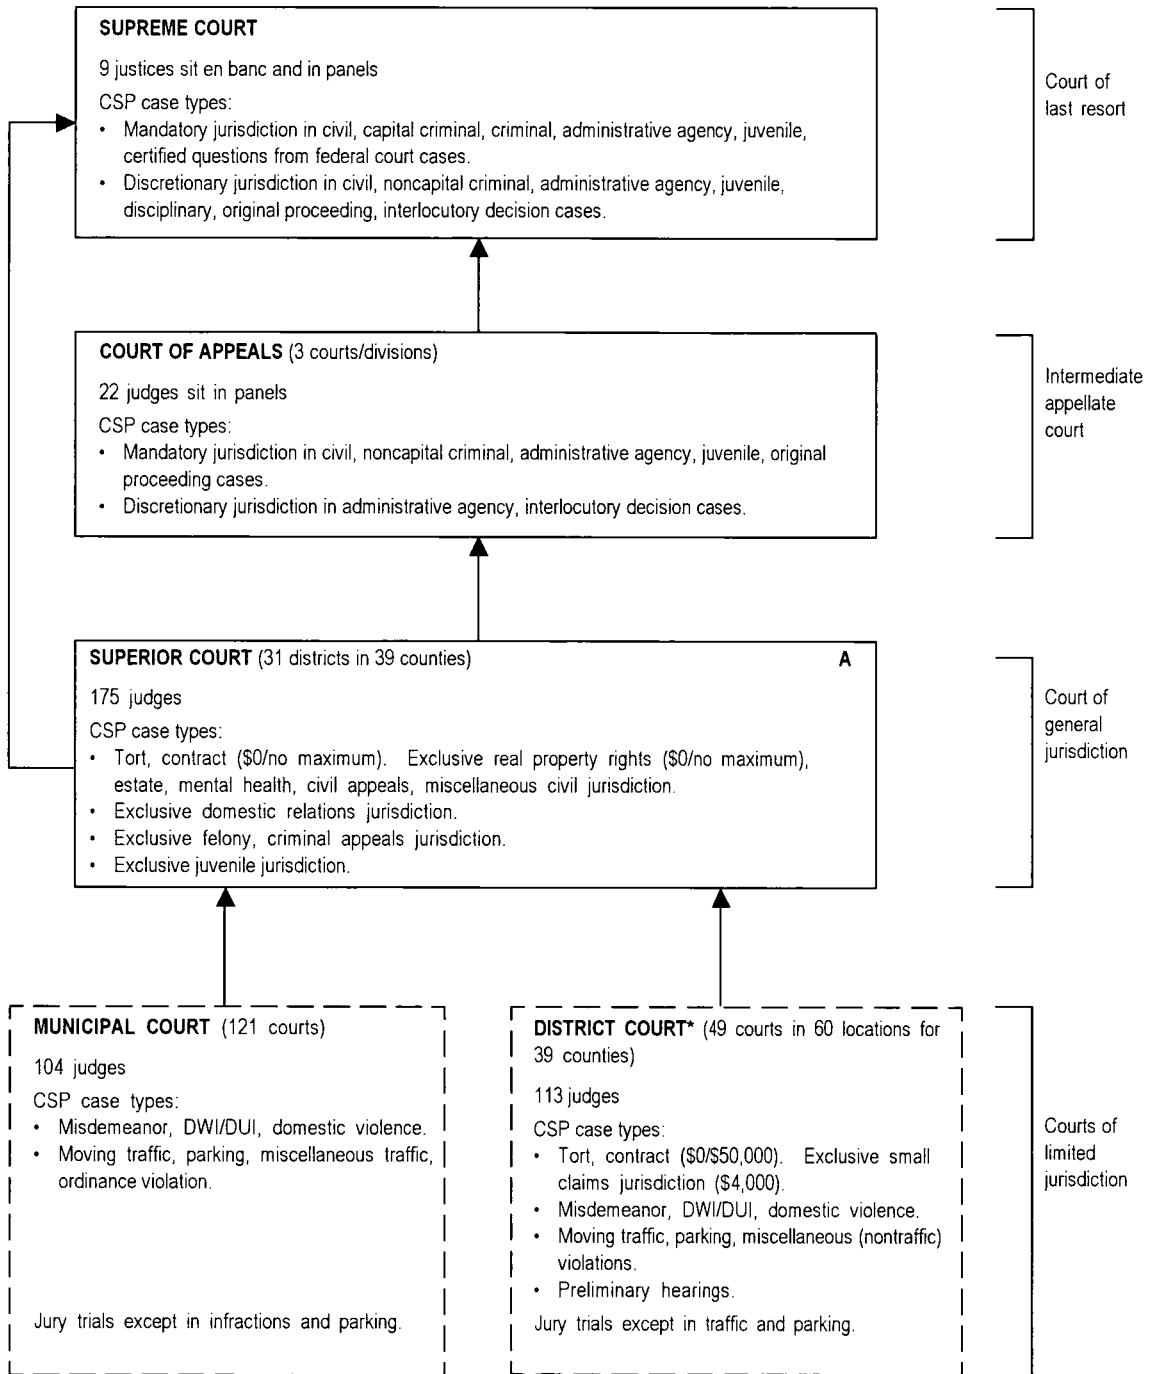 SUPREME COURT
9 justices sit en banc and in panels
CSP case types:
• Mandatory jurisdiction in civil, capital criminal, criminal, administrative agency, juvenile,
certified questions from federal court cases.
• Discretionary jurisdiction in civil, noncapital criminal, administrative agency, juvenile,
disciplinary, original proceeding, interlocutory decision cases.
Court of
last resort
COURT OF APPEALS (3 courts/divisions)
22 judges sit in panels
CSP case types:
• Mandatory jurisdiction in civil, noncapital criminal, administrative agency, juvenile, original
proceeding cases.
• Discretionary jurisdiction in administrative agency, interlocutory decision cases.
Intermediate
appellate
court
SUPERIOR COURT (31 districts in 39 counties) A
175 judges
CSP case types:
• Tort, contract ($0/no maximum). Exclusive real property rights ($0/no maximum),
estate, mental health, civil appeals, miscellaneous civil jurisdiction.
• Exclusive domestic relations jurisdiction.
• Exclusive felony, criminal appeals jurisdiction.
• Exclusive juvenile jurisdiction.
Court of
general
jurisdiction
MUNICIPAL COURT (121 courts)
104 judges
CSP case types:
• Misdemeanor, DWI/DUI, domestic violence.
• Moving traffic, parking, miscellaneous traffic,
ordinance violation.
Jury trials except in infractions and parking.
DISTRICT COURT* (49 courts in 60 locations for
39 counties)
113 judges
CSP case types:
• Tort, contract ($0/$50,000). Exclusive small
claims jurisdiction ($4,000).
• Misdemeanor, DWI/DUI, domestic violence.
• Moving traffic, parking, miscellaneous (nontraffic)
violations.
• Preliminary hearings.
Jury trials except in traffic and parking.
Courts of
limited
jurisdiction